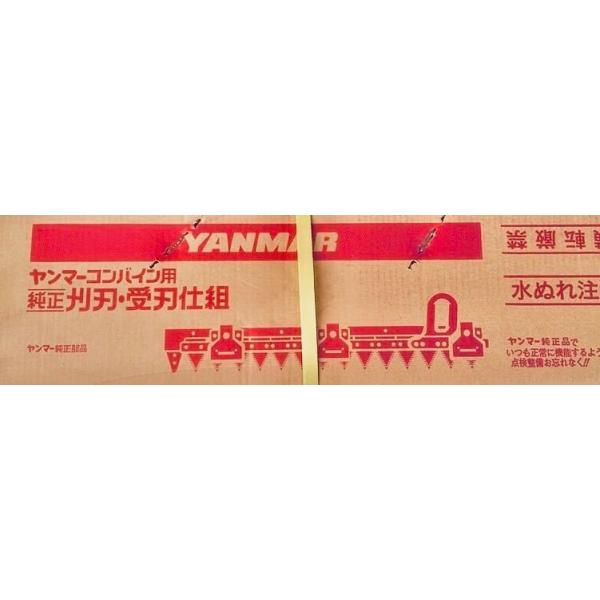 YANMAR
ヤンマーコンバイン用
純正刈刃・受刃仕組
ヤンマー純正部品
転厳禁
水ぬれ注
ヤンマー純正品で
いつも正常に機能するよう
点検整備お忘れなく!!